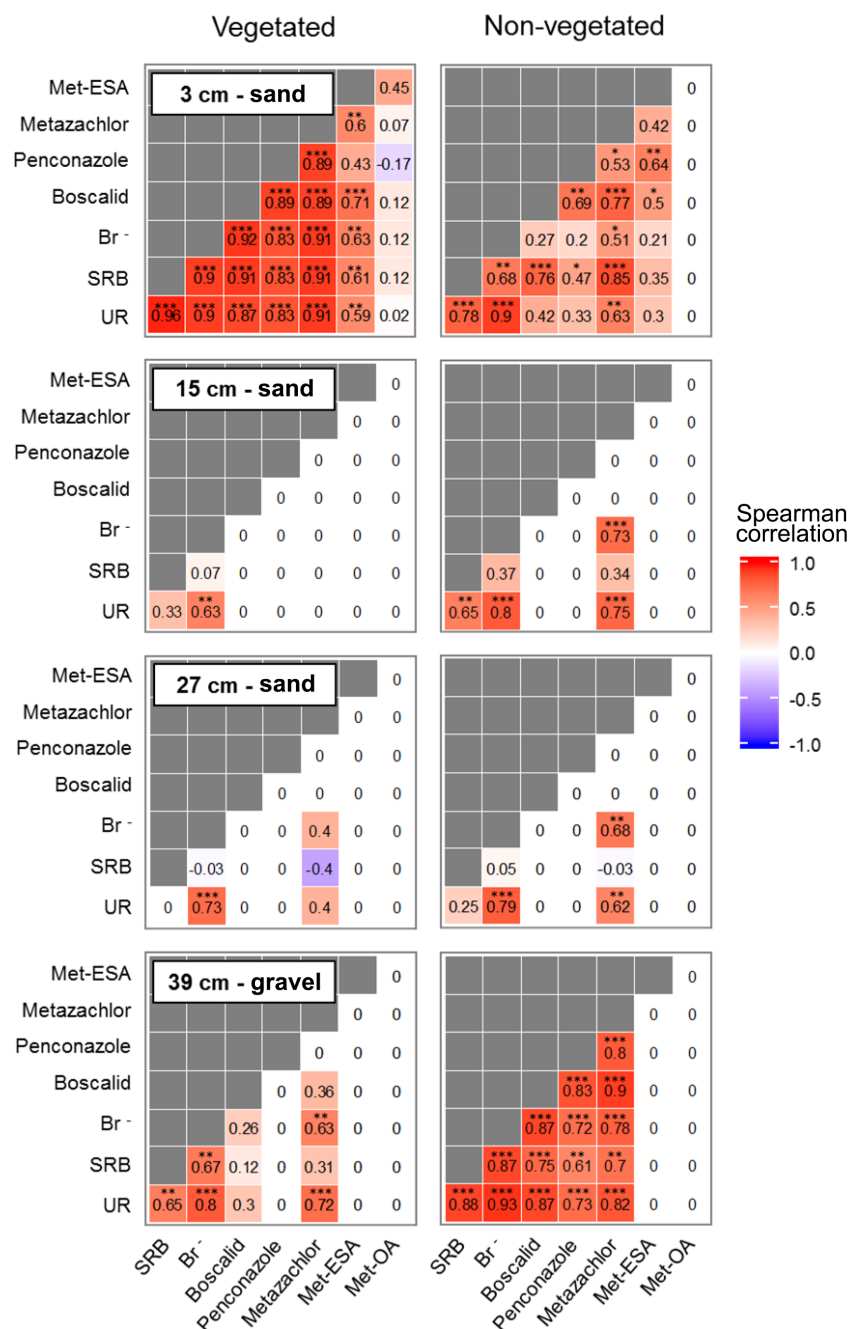 Vegetated Non-vegetated
3 cm - sand
Met-ESA 0.45 0
Metazachlor ** 0.6 0.07 0.42 0
Penconazole *** 0.89 0.43 -0.17 * 0.53 ** 0.64 0
Boscalid *** 0.89 *** 0.89 *** 0.71 0.12 ** 0.69 *** 0.77 * 0.5 0
Br - *** 0.92 *** 0.83 *** 0.91 ** 0.63 0.12 0.27 0.2 * 0.51 0.21 0
SRB *** 0.9 *** 0.91 *** 0.83 *** 0.91 ** 0.61 0.12 ** 0.68 *** 0.76 * 0.47 *** 0.85 0.35 0
UR *** 0.96 *** 0.9 *** 0.87 *** 0.83 *** 0.91 ** 0.59 0.02 *** 0.78 *** 0.9 0.42 0.33 ** 0.63 0.3 0
15 cm - sand
Met-ESA 0 0
Metazachlor 0 0 0 0
Penconazole 0 0 0 0 0 0
Boscalid 0 0 0 0 0 0 0 0
Br - 0 0 0 0 0 0 0 *** 0.73 0 0
SRB 0.07 0 0 0 0 0 0.37 0 0 0.34 0 0
UR 0.33 ** 0.63 0 0 0 0 0 ** 0.65 *** 0.8 0 0 *** 0.75 0 0
Spearman
correlation
1.0
0.5
0.0
-0.5
-1.0
27 cm - sand
Met-ESA 0 0
Metazachlor 0 0 0 0
Penconazole 0 0 0 0 0 0
Boscalid 0 0 0 0 0 0 0 0
Br - 0 0 0.4 0 0 0 0 ** 0.68 0 0
SRB -0.03 0 0 -0.4 0 0 0.05 0 0 -0.03 0 0
UR 0 *** 0.73 0 0 0.4 0 0 0.25 *** 0.79 0 0 ** 0.62 0 0
39 cm - gravel
Met-ESA 0 0
Metazachlor 0 0 0 0
Penconazole 0 0 0 *** 0.8 0 0
Boscalid 0 0.36 0 0 *** 0.83 *** 0.9 0 0
Br - 0.26 0 ** 0.63 0 0 *** 0.87 *** 0.72 *** 0.78 0 0
SRB ** 0.67 0.12 0 0.31 0 0 *** 0.87 *** 0.75 ** 0.61 ** 0.7 0 0
UR ** 0.65 *** 0.8 0.3 0 *** 0.72 0 0 *** 0.88 *** 0.93 *** 0.87 *** 0.73 *** 0.82 0 0
SRB Br - Boscalid Penconazole Metazachlor Met-ESA Met-OA SRB Br - Boscalid Penconazole Metazachlor Met-ESA Met-OA